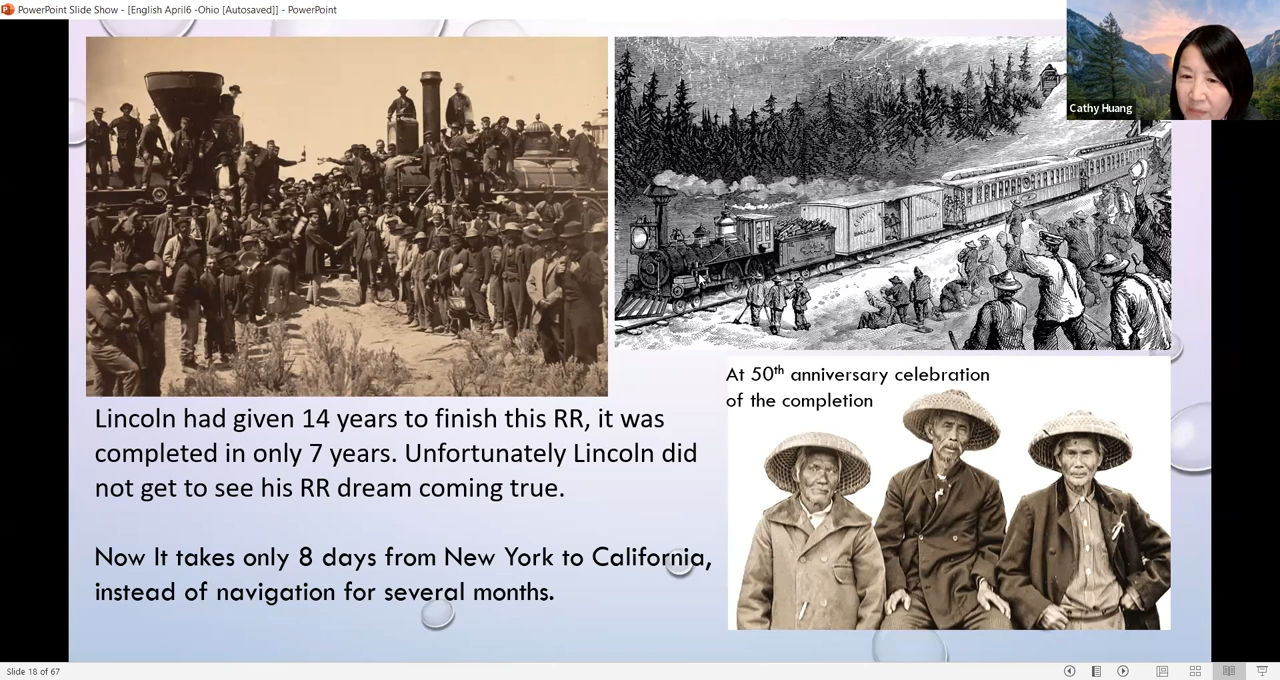 PowerPoint Slide Show - [English April6 -Ohio [Autosaved]] - PowerPoint
Cathy Huang
At 50th anniversary celebration
of the completion
Lincoln had given 14 years to finish this RR, it was
completed in only 7 years. Unfortunately Lincoln did
not get to see his RR dream coming true.
Now It takes only 8 days from New York to California,
instead of navigation for several months.
Slide 18 of 67